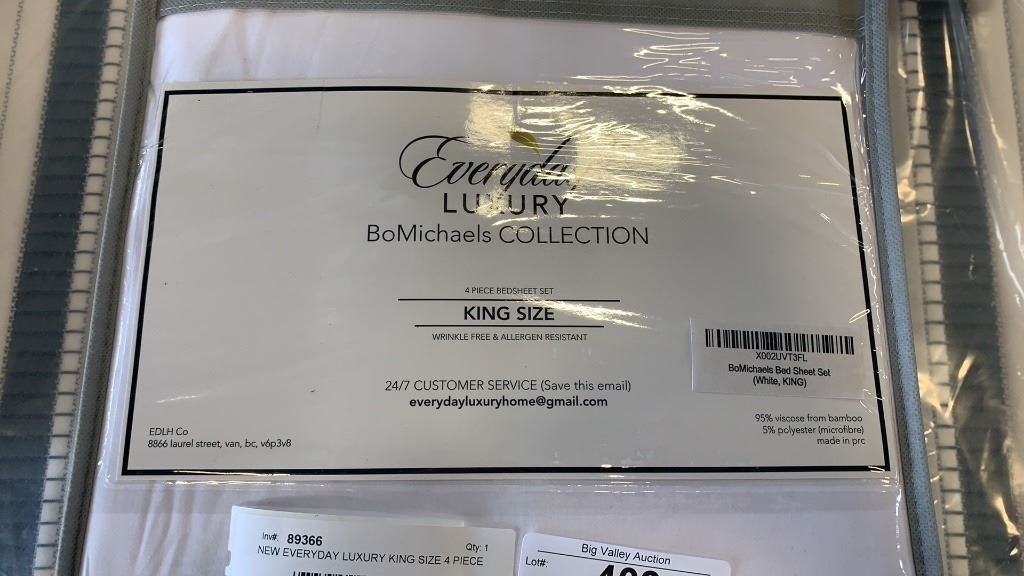 Everyday
LUXURY
BoMichaels COLLECTION
4 PIECE BEDSHEET SET
KING SIZE
WRINKLE FREE & ALLERGEN RESISTANT
X002UVT3FL
BoMichaels Bed Sheet Set
(White, KING)
24/7 CUSTOMER SERVICE (Save this email)
everydayluxuryhome@gmail.com
EDLH Co
8866 laurel street, van, bc, v6p3v8
95% viscose from bamboo
5% polyester (microfibre)
made in prc
Inv#: 89366 Qty: 1
NEW EVERYDAY LUXURY KING SIZE 4 PIECE
Big Valley Auction
Lot#: